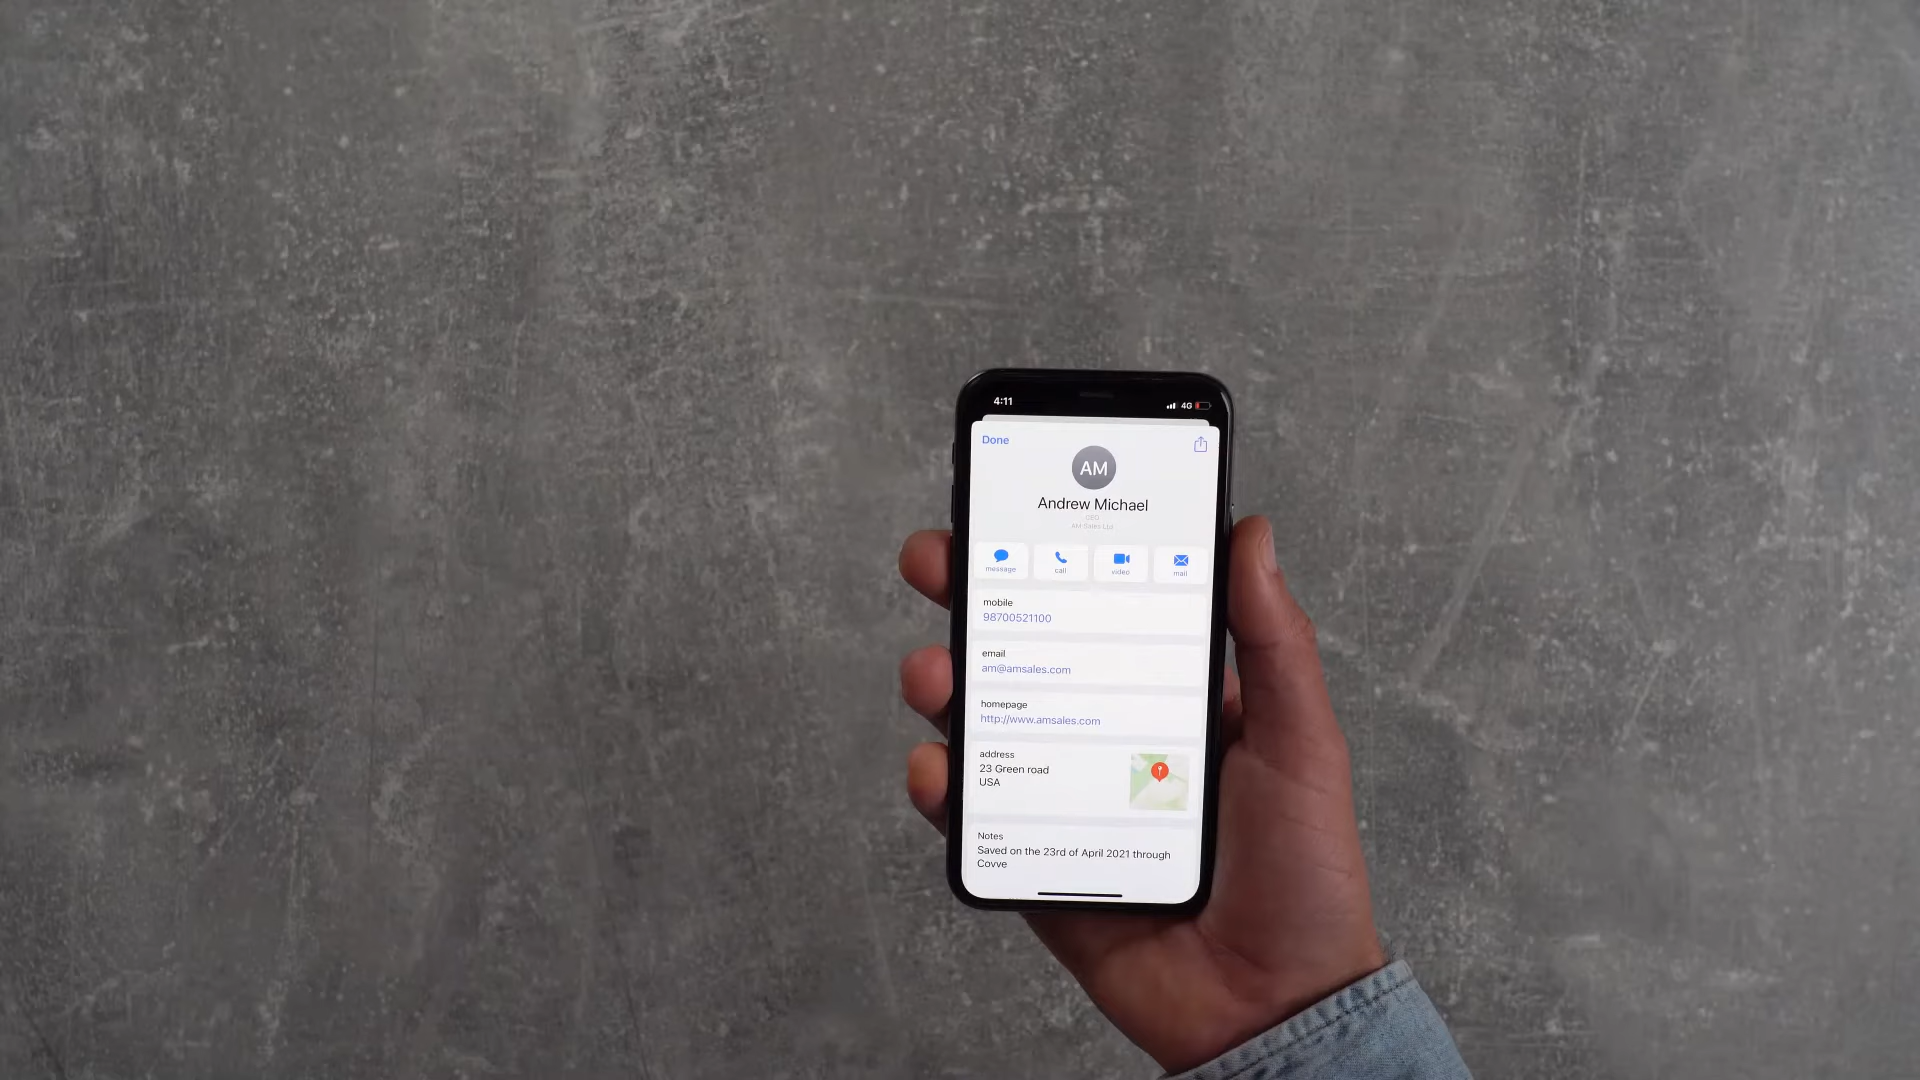 4:11
4G
Done
AM
Andrew Michael
CEO
message
call
video
mail
mobile
98700521100
email
am@amsales.com
homepage
http://www.amsales.com
address
23 Green road
USA
Notes
Saved on the 23rd of April 2021 through
Covve